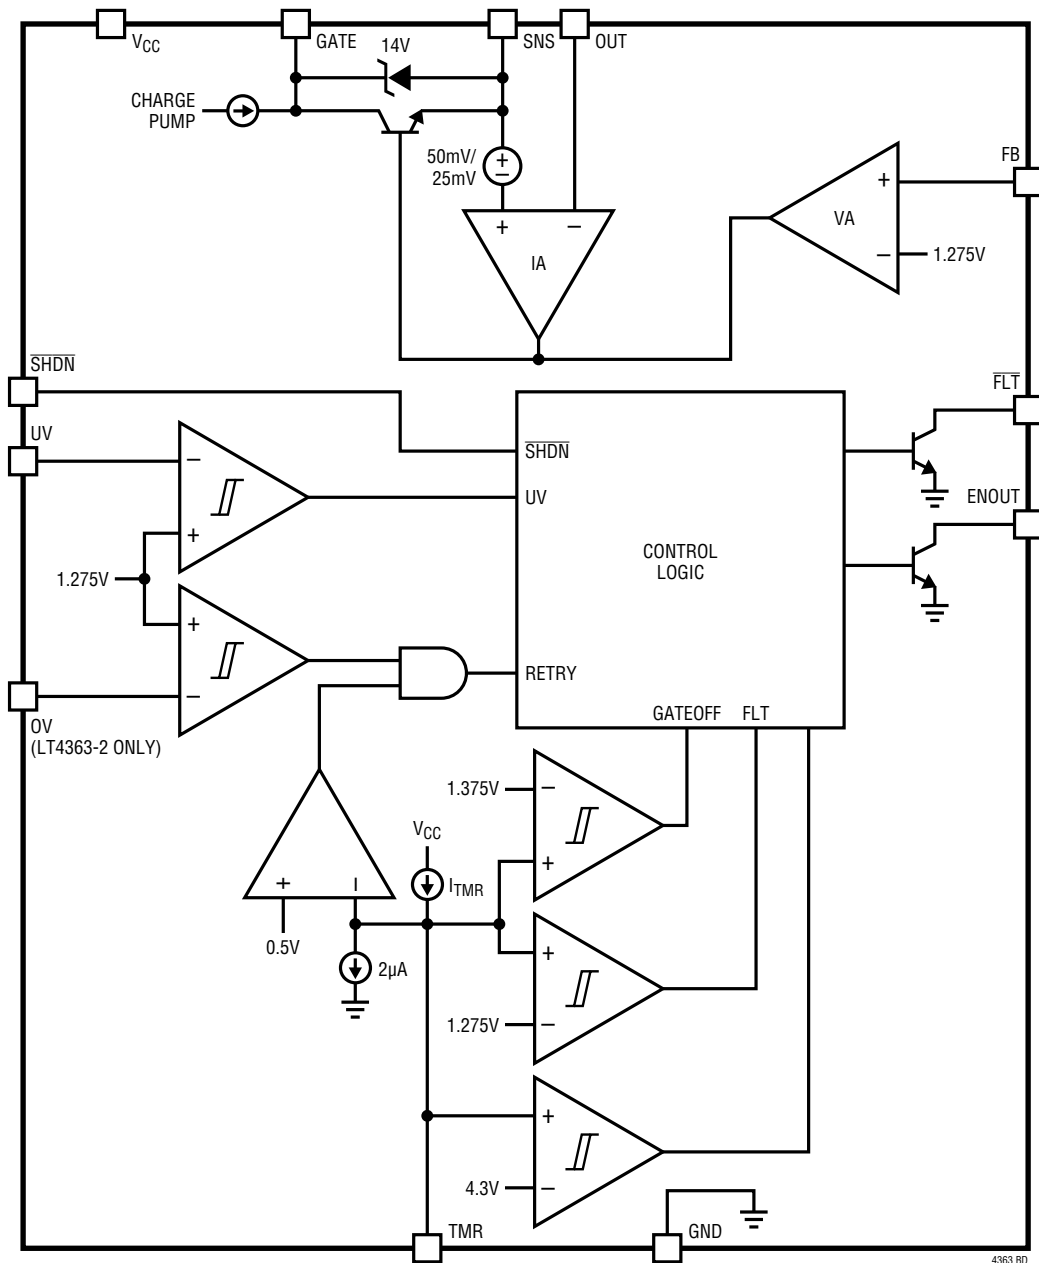 VCC
GATE
14V
SNS
OUT
CHARGE
PUMP
50mV/
25mV
+
−
+
−
IA
FB
+
VA
−
1.275V
SHDN
FLT
UV
−
SHDN
UV
ENOUT
+
1.275V
CONTROL
LOGIC
+
RETRY
−
OV
(LT4363-2 ONLY)
GATEOFF
FLT
1.375V
−
VCC
+
ITMR
+
−
0.5V
2µA
+
1.275V
−
+
4.3V
−
TMR
GND
4363 BD